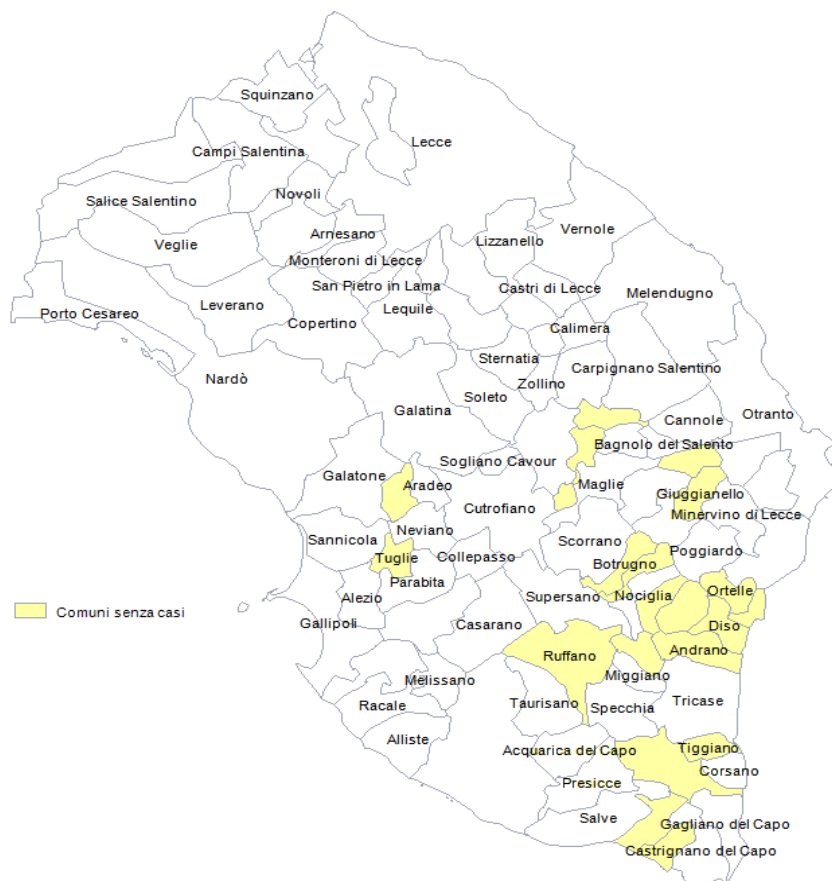 Squinzano
Lecce
Campi Salentina
Novoli
Salice Salentino
Arnesano
Vernole
Lizzanello
Veglie
Monteroni di Lecce
San Pietro in Lama
Castri di Lecce
Melendugno
Leverano
Lequile
Porto Cesareo
Copertino
Calimera
Sternatia
Carpignano Salentino
Zollino
Nardò
Soleto
Galatina
Otranto
Cannole
Bagnolo del Salento
Sogliano Cavour
Galatone
Aradeo
Maglie
Giuggianello
Cutrofiano
Minervino di Lecce
Neviano
Sannicola
Scorrano
Poggiardo
Collepasso
Tuglie
Botrugno
Parabita
Ortelle
Alezio
Supersano
Nociglia
Comuni senza casi
Gallipoli
Casarano
Diso
Andrano
Ruffano
Miggiano
Melissano
Tricase
Racale
Taurisano
Specchia
Alliste
Acquarica del Capo
Tiggiano
Corsano
Presicce
Salve
Gagliano del Capo
Castrignano del Capo